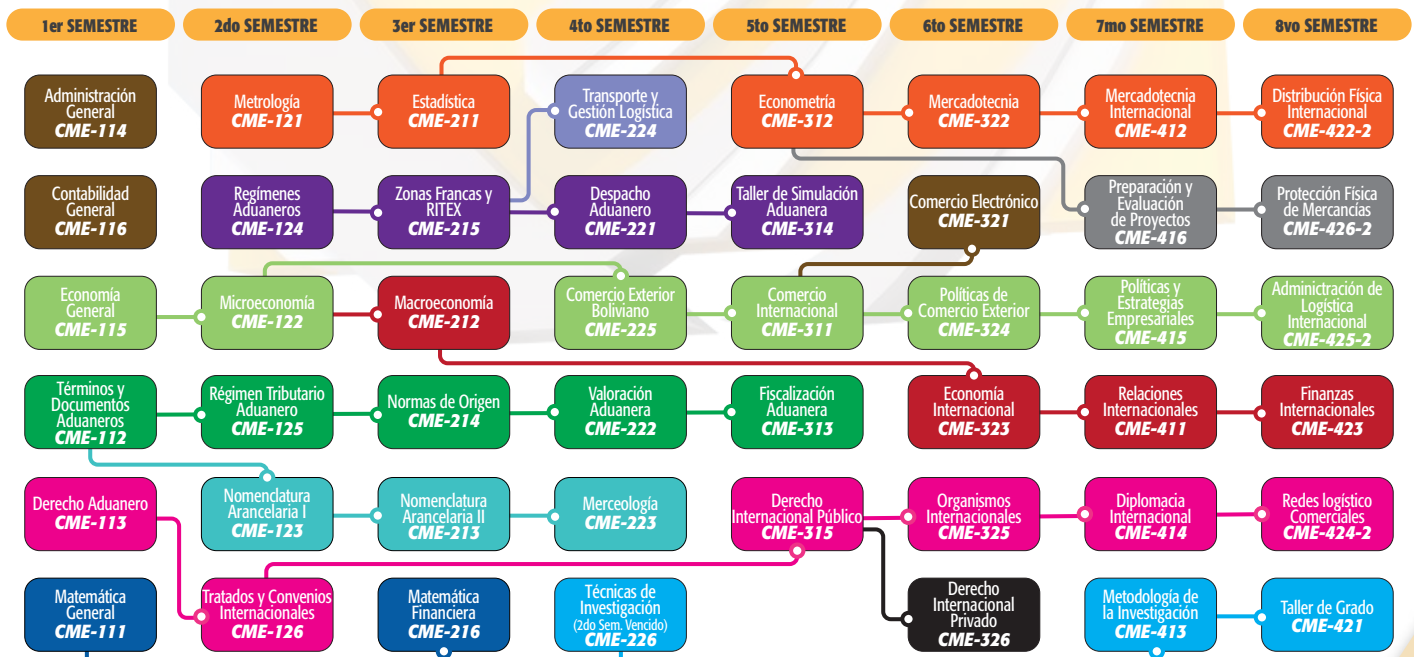 1er SEMESTRE
2do SEMESTRE
3er SEMESTRE
4to SEMESTRE
5to SEMESTRE
6to SEMESTRE
7mo SEMESTRE
8vo SEMESTRE
Administración
General
CME-114
Metrología
CME-121
Estadística
CME-211
Transporte y
Gestión Logística
CME-224
Econometría
CME-312
Mercadotecnia
CME-322
Mercadotecnia
Internacional
CME-412
Distribución Física
Internacional
CME-422-2
Contabilidad
General
CME-116
Regímenes
Aduaneros
CME-124
Zonas Francas y
RITEX
CME-215
Despacho
Aduanero
CME-221
Taller de Simulación
Aduanera
CME-314
Comercio Electrónico
CME-321
Preparación y
Evaluación
de Proyectos
CME-416
Protección Física
de Mercancías
CME-426-2
Economía
General
CME-115
Microeconomía
CME-122
Macroeconomía
CME-212
Comercio Exterior
Boliviano
CME-225
Comercio
Internacional
CME-311
Políticas de
Comercio Exterior
CME-324
Políticas y
Estrategias
Empresariales
CME-415
Adminictración de
Logística
Internacional
CME-425-2
Términos y
Documentos
Aduaneros
CME-112
Régimen Tributario
Aduanero
CME-125
Normas de Origen
CME-214
Valoración
Aduanera
CME-222
Fiscalización
Aduanera
CME-313
Economía
Internacional
CME-323
Relaciones
Internacionales
CME-411
Finanzas
Internacionales
CME-423
Derecho Aduanero
CME-113
Nomenclatura
Arancelaria I
CME-123
Nomenclatura
Arancelaria II
CME-213
Merceología
CME-223
Derecho
Internacional Público
CME-315
Organismos
Internacionales
CME-325
Diplomacia
Internacional
CME-414
Redes logístico
Comerciales
CME-424-2
Matemática
General
CME-111
Tratados y Convenios
Internacionales
CME-126
Matemática
Financiera
CME-216
Técnicas de
Investigación
(2do Sem. Vencido)
CME-226
Derecho
Internacional
Privado
CME-326
Metodología de
la Investigación
CME-413
Taller de Grado
CME-421